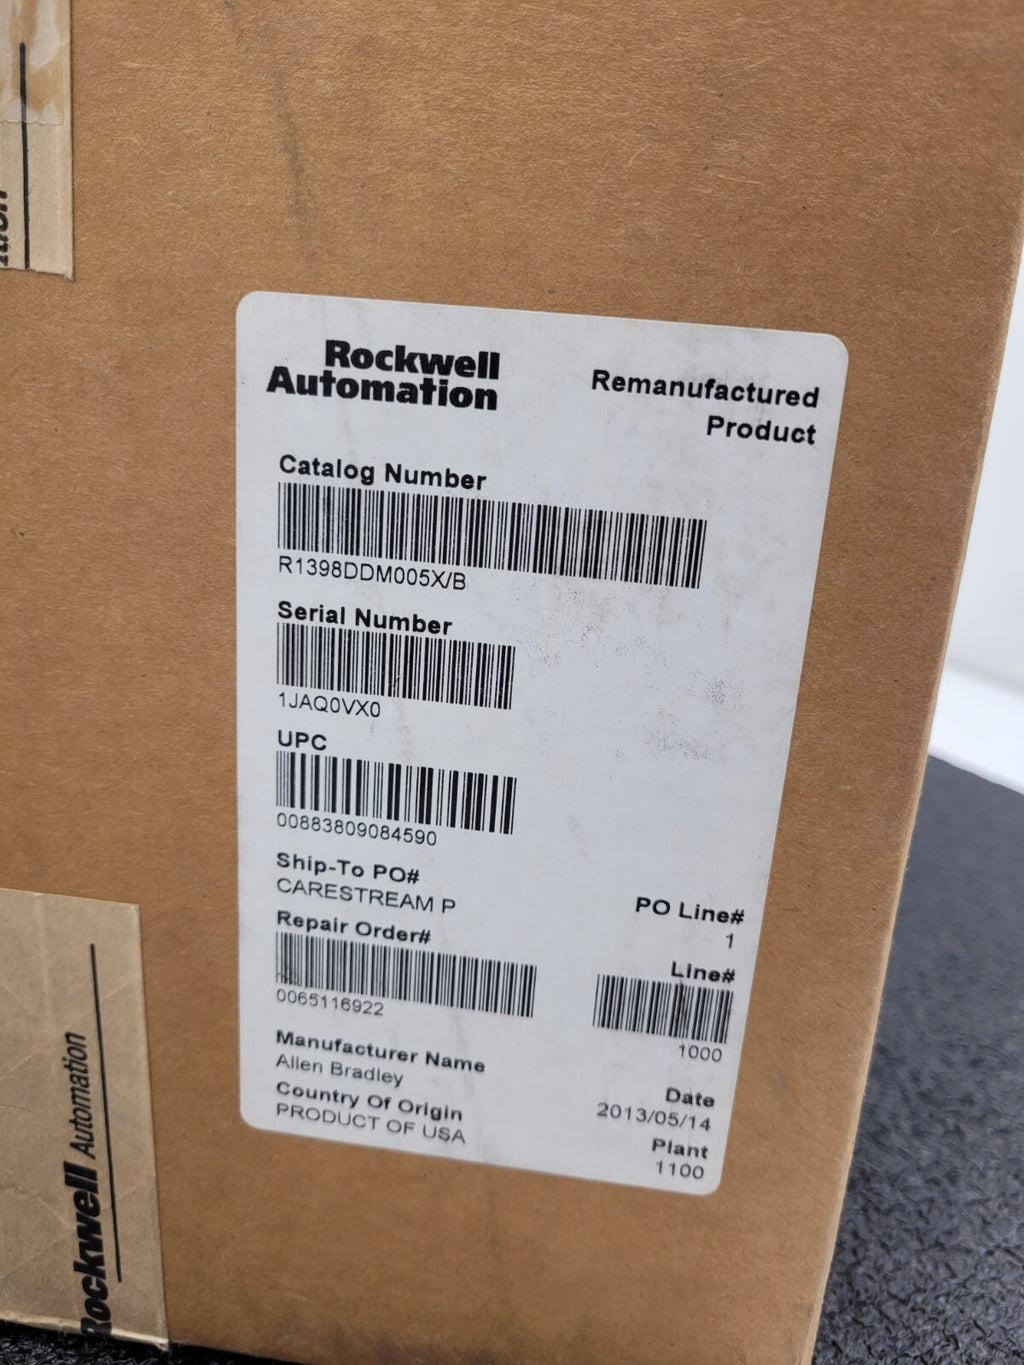 Rockwell
Automation
Remanufactured
Product
Catalog Number
R1398DDM005X/B
Serial Number
1JAQ0VX0
UPC
00883809084590
Ship-To PO#
CARESTREAM P
PO Line#
1
Repair Order#
0065116922
Line#
1000
Manufacturer Name
Allen Bradley
Date
2013/05/14
Country Of Origin
PRODUCT OF USA
Plant
1100
Rockwell Automation